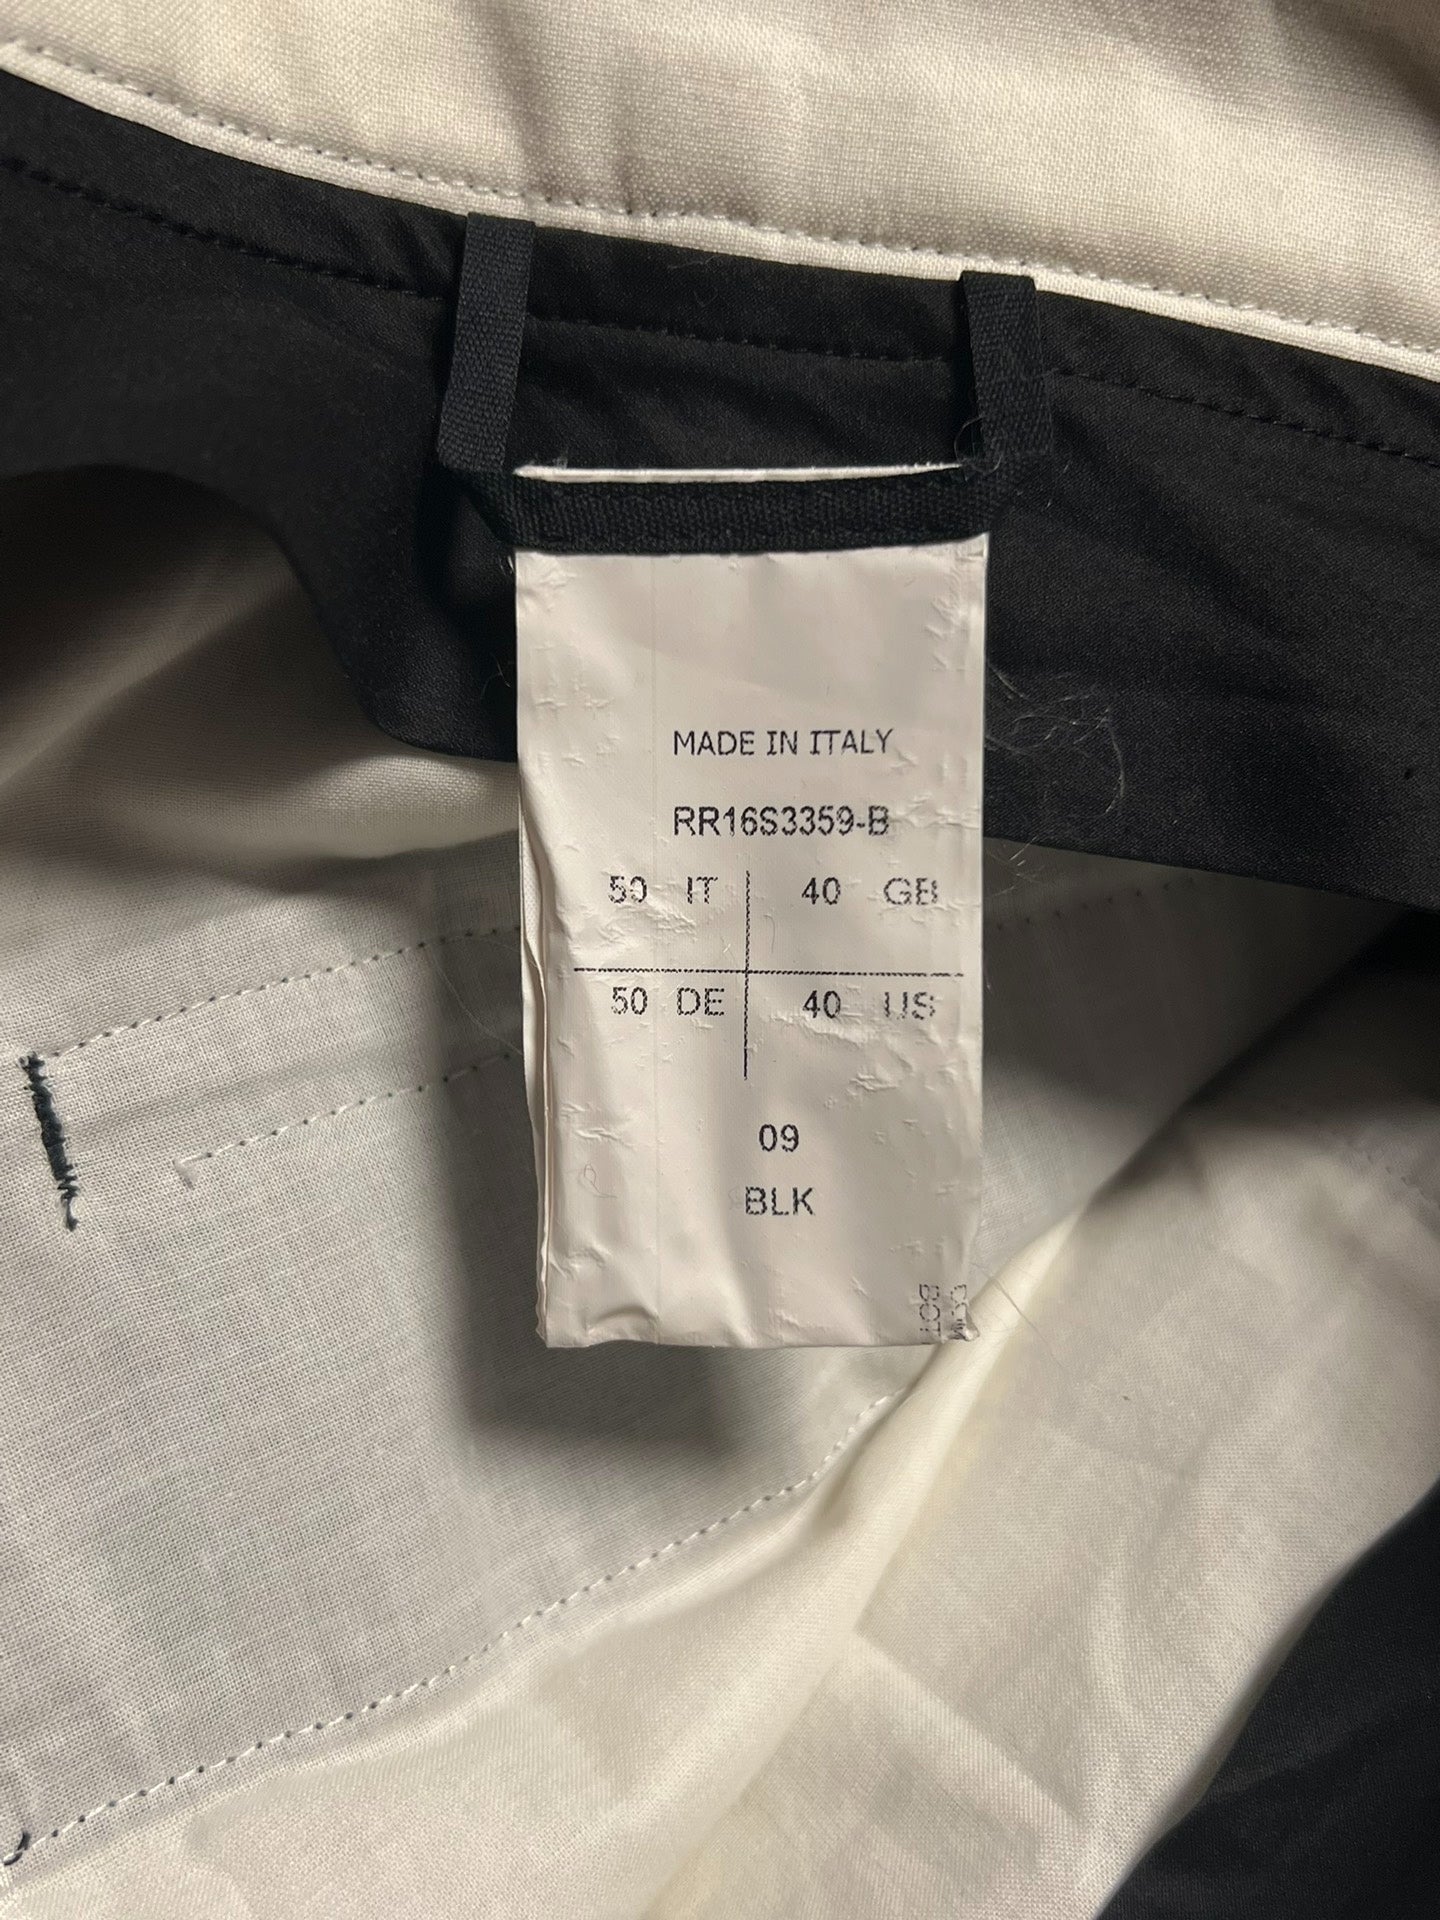 MADE IN ITALY
RR16S3359-B
50 IT 40 GB
50 DE 40 US
09
BLK